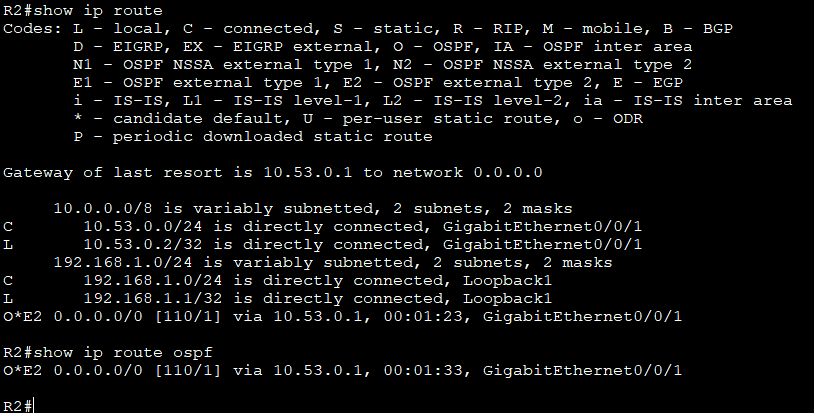 R2#show ip route
Codes: L - local, C - connected, S - static, R - RIP, M - mobile, B - BGP
       D - EIGRP, EX - EIGRP external, O - OSPF, IA - OSPF inter area
       N1 - OSPF NSSA external type 1, N2 - OSPF NSSA external type 2
       E1 - OSPF external type 1, E2 - OSPF external type 2, E - EGP
       i - IS-IS, L1 - IS-IS level-1, L2 - IS-IS level-2, ia - IS-IS inter area
       * - candidate default, U - per-user static route, o - ODR
       P - periodic downloaded static route

Gateway of last resort is 10.53.0.1 to network 0.0.0.0

     10.0.0.0/8 is variably subnetted, 2 subnets, 2 masks
C       10.53.0.0/24 is directly connected, GigabitEthernet0/0/1
L       10.53.0.2/32 is directly connected, GigabitEthernet0/0/1
     192.168.1.0/24 is variably subnetted, 2 subnets, 2 masks
C       192.168.1.0/24 is directly connected, Loopback1
L       192.168.1.1/32 is directly connected, Loopback1
O*E2 0.0.0.0/0 [110/1] via 10.53.0.1, 00:01:23, GigabitEthernet0/0/1

R2#show ip route ospf
O*E2 0.0.0.0/0 [110/1] via 10.53.0.1, 00:01:33, GigabitEthernet0/0/1

R2#